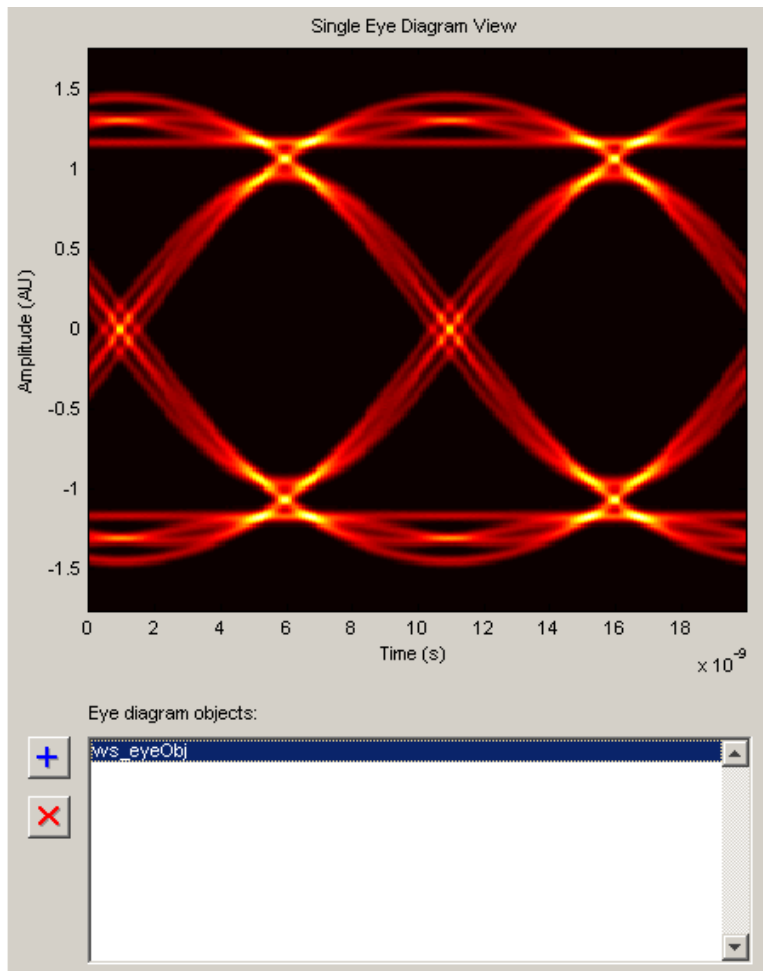 Single Eye Diagram View
1.5
1
0.5
0
-0.5
-1
-1.5
Amplitude (AU)
0 2 4 6 8 10 12 14 16 18
Time (s)
x 10-9
Eye diagram objects:
ws_eyeObj